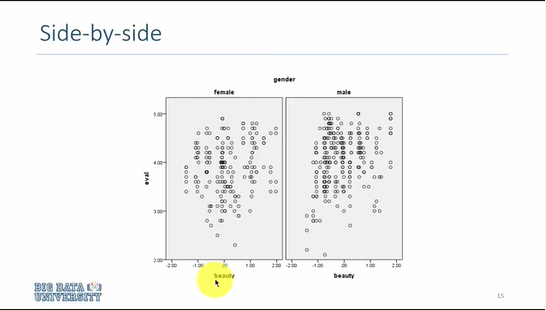 Side-by-side
gender
female male
5.00
4.00
3.00
2.00
eval
-2.00 -1.00 .00 1.00 2.00 -2.00 -1.00 .00 1.00 2.00
beauty beauty
BIG DATA
UNIVERSITY
15